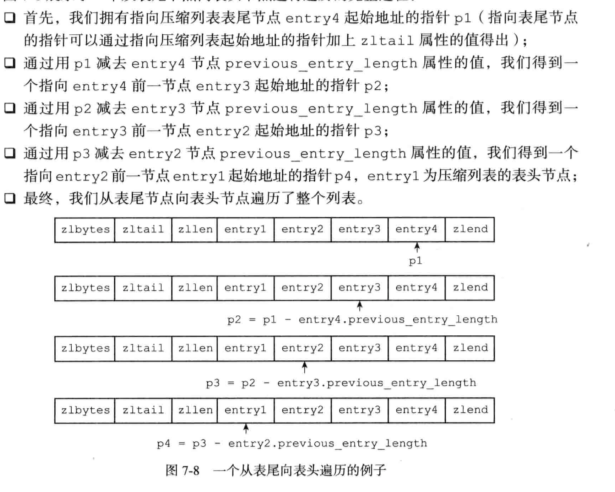 ❑ 首先，我们拥有指向压缩列表表尾节点 entry4 起始地址的指针 p1（指向表尾节点
的指针可以通过指向压缩列表起始地址的指针加上 zltail 属性的值得出）；
❑ 通过用 p1 减去 entry4 节点 previous_entry_length 属性的值，我们得到一
个指向 entry4 前一节点 entry3 起始地址的指针 p2；
❑ 通过用 p2 减去 entry3 节点 previous_entry_length 属性的值，我们得到一
个指向 entry3 前一节点 entry2 起始地址的指针 p3；
❑ 通过用 p3 减去 entry2 节点 previous_entry_length 属性的值，我们得到一个
指向 entry2 前一节点 entry1 起始地址的指针 p4，entry1 为压缩列表的表头节点；
❑ 最终，我们从表尾节点向表头节点遍历了整个列表。
zlbytes zltail zllen entry1 entry2 entry3 entry4 zlend
p1
zlbytes zltail zllen entry1 entry2 entry3 entry4 zlend
p2 = p1 - entry4.previous_entry_length
zlbytes zltail zllen entry1 entry2 entry3 entry4 zlend
p3 = p2 - entry3.previous_entry_length
zlbytes zltail zllen entry1 entry2 entry3 entry4 zlend
p4 = p3 - entry2.previous_entry_length
图 7-8 一个从表尾向表头遍历的例子